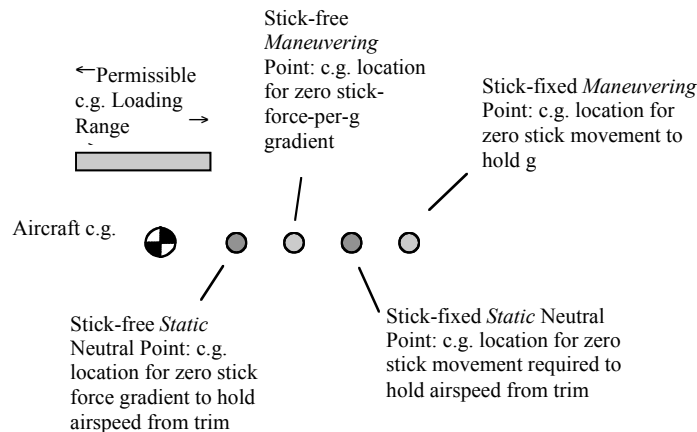 Stick-free
Maneuvering
Point: c.g. location
for zero stick-
force-per-g
gradient
Permissible
c.g. Loading
Range
Stick-fixed Maneuvering
Point: c.g. location for
zero stick movement to
hold g
Aircraft c.g.
Stick-free Static
Neutral Point: c.g.
location for zero stick
force gradient to hold
airspeed from trim
Stick-fixed Static Neutral
Point: c.g. location for zero
stick movement required to
hold airspeed from trim